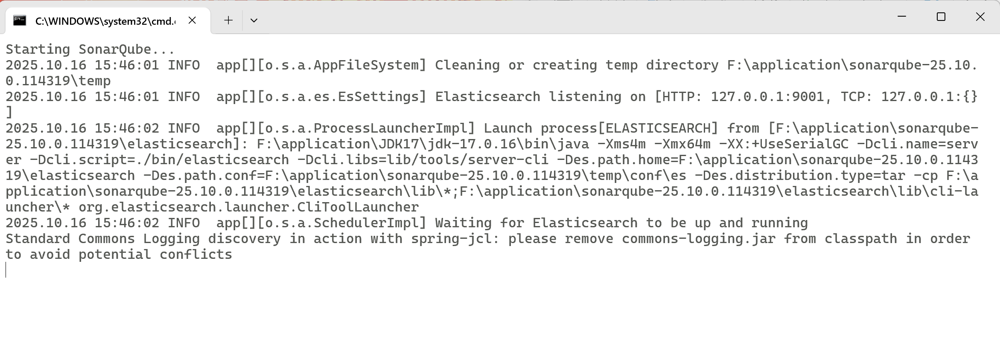 C:\WINDOWS\system32\cmd.
Starting SonarQube...
2025.10.16 15:46:01 INFO  app[][o.s.a.AppFileSystem] Cleaning or creating temp directory F:\application\sonarqube-25.10.
0.114319\temp
2025.10.16 15:46:01 INFO  app[][o.s.a.es.EsSettings] Elasticsearch listening on [HTTP: 127.0.0.1:9001, TCP: 127.0.0.1:{}
]
2025.10.16 15:46:02 INFO  app[][o.s.a.ProcessLauncherImpl] Launch process[ELASTICSEARCH] from [F:\application\sonarqube-
25.10.0.114319\elasticsearch]: F:\application\JDK17\jdk-17.0.16\bin\java -Xms4m -Xmx64m -XX:+UseSerialGC -Dcli.name=serv
er -Dcli.script=./bin/elasticsearch -Dcli.libs=lib/tools/server-cli -Des.path.home=F:\application\sonarqube-25.10.0.1143
19\elasticsearch -Des.path.conf=F:\application\sonarqube-25.10.0.114319\temp\conf\es -Des.distribution.type=tar -cp F:\a
pplication\sonarqube-25.10.0.114319\elasticsearch\lib\*;F:\application\sonarqube-25.10.0.114319\elasticsearch\lib\cli-la
uncher\* org.elasticsearch.launcher.CliToolLauncher
2025.10.16 15:46:02 INFO  app[][o.s.a.SchedulerImpl] Waiting for Elasticsearch to be up and running
Standard Commons Logging discovery in action with spring-jcl: please remove commons-logging.jar from classpath in order
to avoid potential conflicts